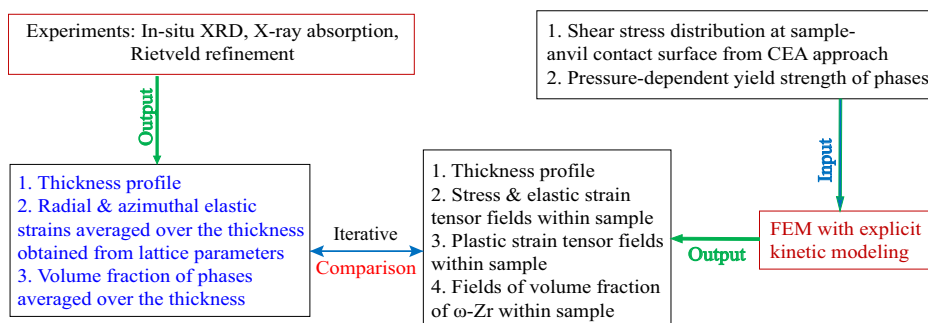 Experiments: In-situ XRD, X-ray absorption,
Rietveld refinement
1. Shear stress distribution at sample-
anvil contact surface from CEA approach
2. Pressure-dependent yield strength of phases
Output
Input
1. Thickness profile
2. Radial & azimuthal elastic
strains averaged over the thickness
obtained from lattice parameters
3. Volume fraction of phases
averaged over the thickness
Iterative
Comparison
1. Thickness profile
2. Stress & elastic strain
tensor fields within sample
3. Plastic strain tensor fields
within sample
4. Fields of volume fraction
of ω-Zr within sample
Output
FEM with explicit
kinetic modeling